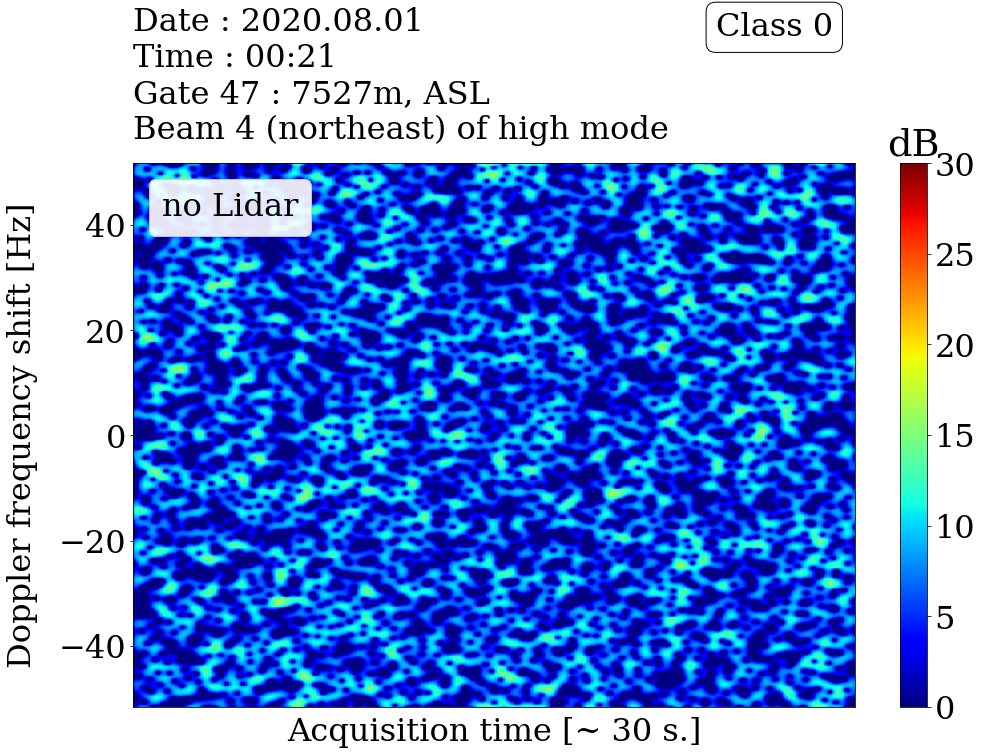 Date : 2020.08.01
Time : 00:21
Gate 47 : 7527m, ASL
Beam 4 (northeast) of high mode
Class 0
no Lidar
Doppler frequency shift [Hz]
40
20
0
−20
−40
Acquisition time [~ 30 s.]
dB
30
25
20
15
10
5
0